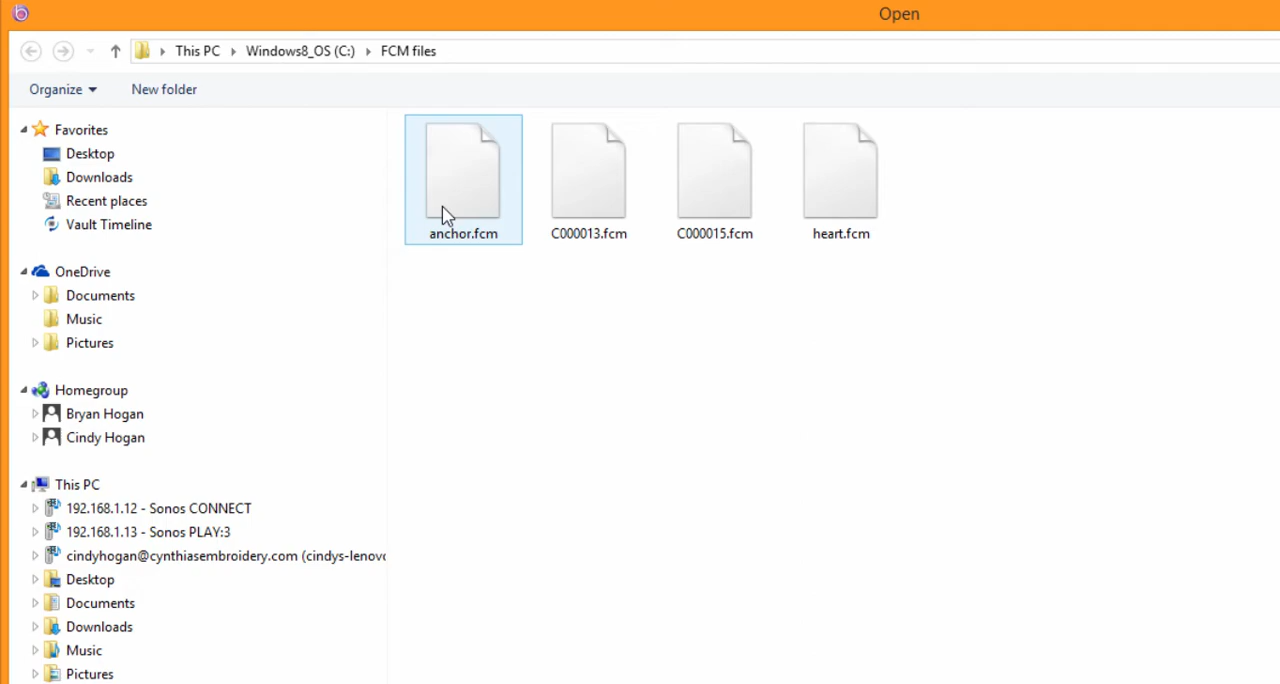 Open
This PC Windows8_OS (C:) FCM files
Organize New folder
Favorites
Desktop
Downloads
Recent places
Vault Timeline
OneDrive
Documents
Music
Pictures
Homegroup
Bryan Hogan
Cindy Hogan
This PC
192.168.1.12 - Sonos CONNECT
192.168.1.13 - Sonos PLAY:3
cindyhogan@cynthiasembroidery.com (cindys-lenovo
Desktop
Documents
Downloads
Music
Pictures
anchor.fcm C000013.fcm C000015.fcm heart.fcm